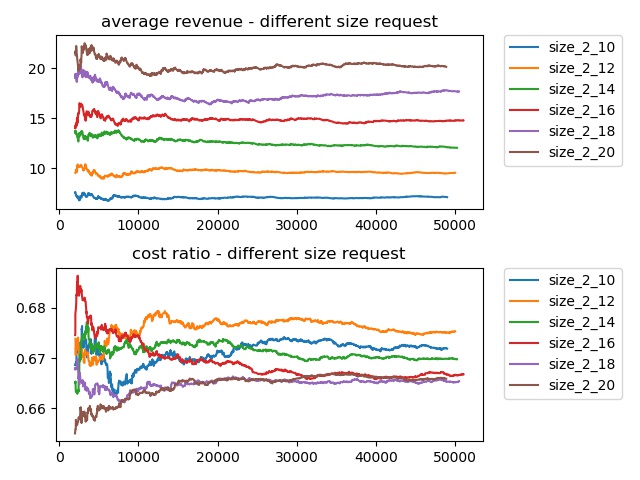 average revenue - different size request
20
15
10
0 10000 20000 30000 40000 50000
size_2_10
size_2_12
size_2_14
size_2_16
size_2_18
size_2_20
cost ratio - different size request
0.68
0.67
0.66
0 10000 20000 30000 40000 50000
size_2_10
size_2_12
size_2_14
size_2_16
size_2_18
size_2_20